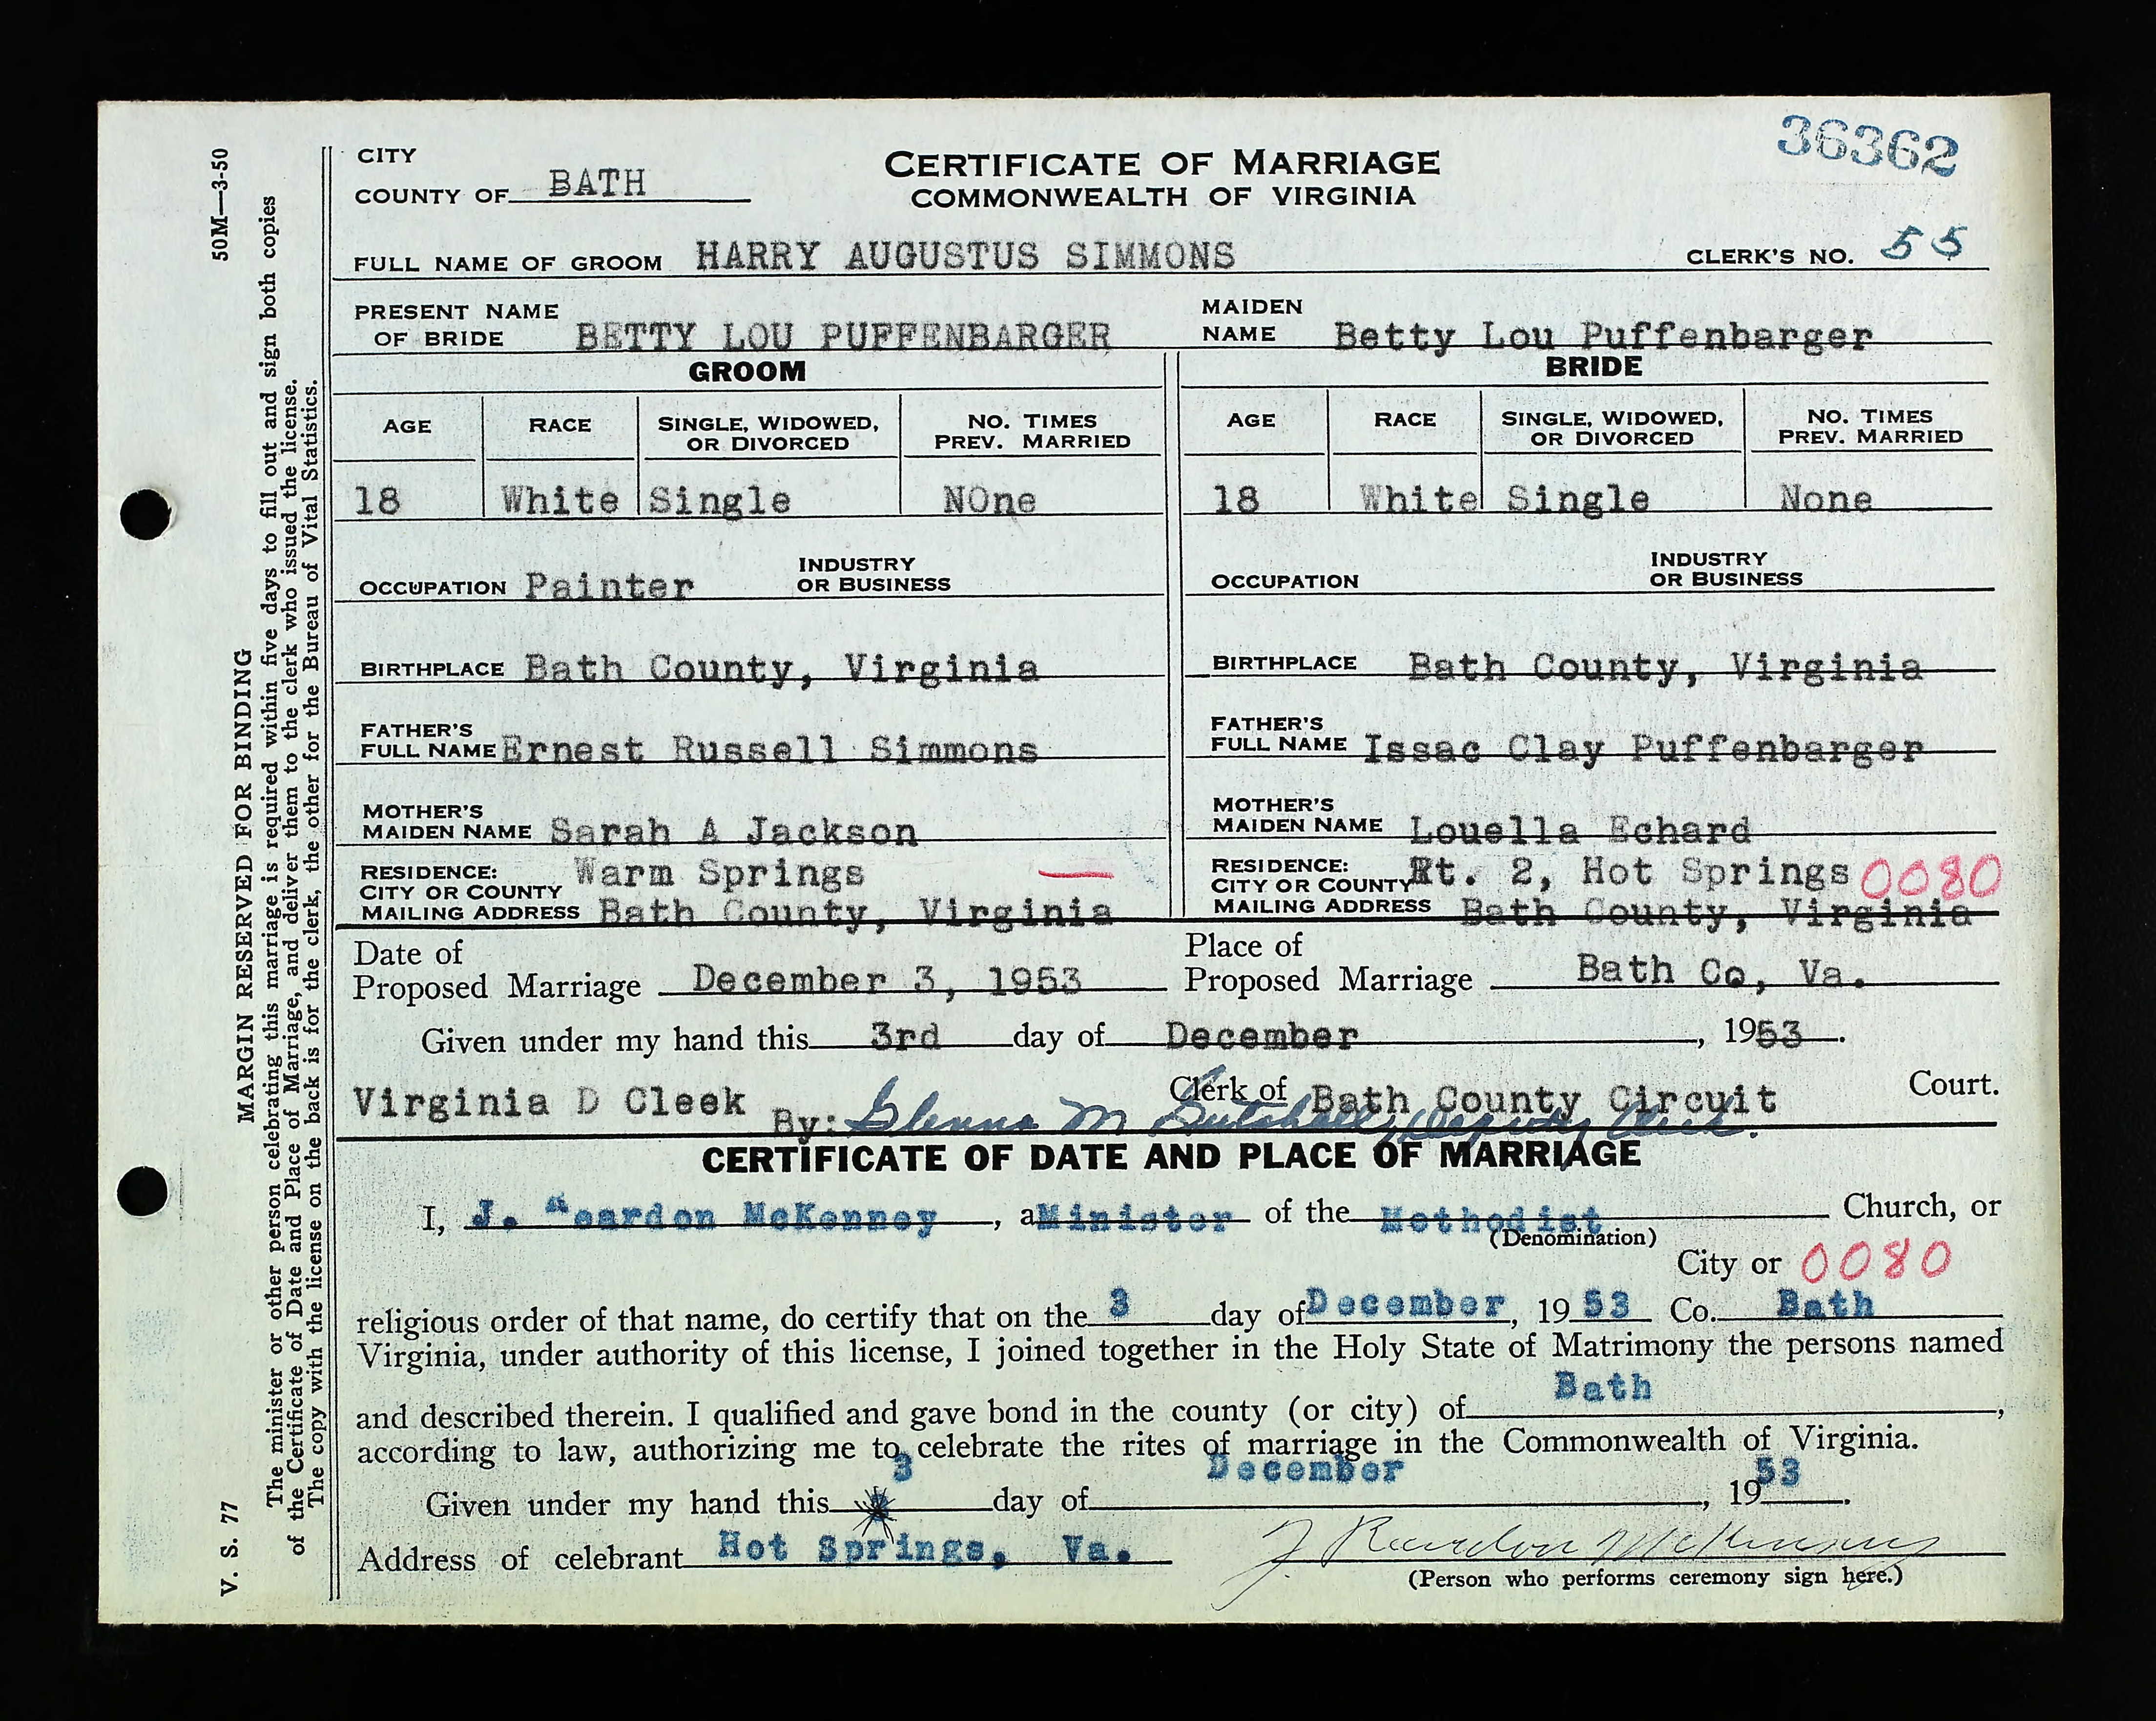 36362
CITY
COUNTY OF BATH
CERTIFICATE OF MARRIAGE
COMMONWEALTH OF VIRGINIA
FULL NAME OF GROOM HARRY AUGUSTUS SIMMONS CLERK'S NO. 55
PRESENT NAME
OF BRIDE BETTY LOU PUFFENBARGER
MAIDEN
NAME Betty Lou Puffenbarger
GROOM
AGE RACE SINGLE, WIDOWED, OR DIVORCED NO. TIMES PREV. MARRIED
18 White Single NOne
OCCUPATION Painter INDUSTRY OR BUSINESS
BIRTHPLACE Bath County, Virginia
FATHER'S
FULL NAME Ernest Russell Simmons
MOTHER'S
MAIDEN NAME Sarah A Jackson
RESIDENCE: Warm Springs
CITY OR COUNTY
MAILING ADDRESS Bath County, Virginia
BRIDE
AGE RACE SINGLE, WIDOWED, OR DIVORCED NO. TIMES PREV. MARRIED
18 White Single None
OCCUPATION INDUSTRY OR BUSINESS
BIRTHPLACE Bath County, Virginia
FATHER'S
FULL NAME Issac Clay Puffenbarger
MOTHER'S
MAIDEN NAME Louella Echard
RESIDENCE: Rt. 2, Hot Springs 0080
CITY OR COUNTY
MAILING ADDRESS Bath County, Virginia
Date of
Proposed Marriage December 3, 1953
Place of
Proposed Marriage Bath Co, Va.
Given under my hand this 3rd day of December, 1953.
Virginia D Cleek Clerk of Bath County Circuit Court.
By: Glenna M Gutshall, Deputy Clerk.
CERTIFICATE OF DATE AND PLACE OF MARRIAGE
I, J. Reardon McKenney, a Minister of the Methodist Church, or
(Denomination)
City or 0080
religious order of that name, do certify that on the 3 day of December, 1953 Co. Bath
Virginia, under authority of this license, I joined together in the Holy State of Matrimony the persons named
and described therein. I qualified and gave bond in the county (or city) of Bath,
according to law, authorizing me to celebrate the rites of marriage in the Commonwealth of Virginia.
Given under my hand this 3 day of December, 1953.
Address of celebrant Hot Springs, Va. J. Reardon McKenney
(Person who performs ceremony sign here.)
V. S. 77 MARGIN RESERVED FOR BINDING 50M—3-50
The minister or other person celebrating this marriage is required within five days to fill out and sign both copies
of the Certificate of Date and Place of Marriage, and deliver them to the clerk who issued the license.
The copy with the license on the back is for the clerk, the other for the Bureau of Vital Statistics.